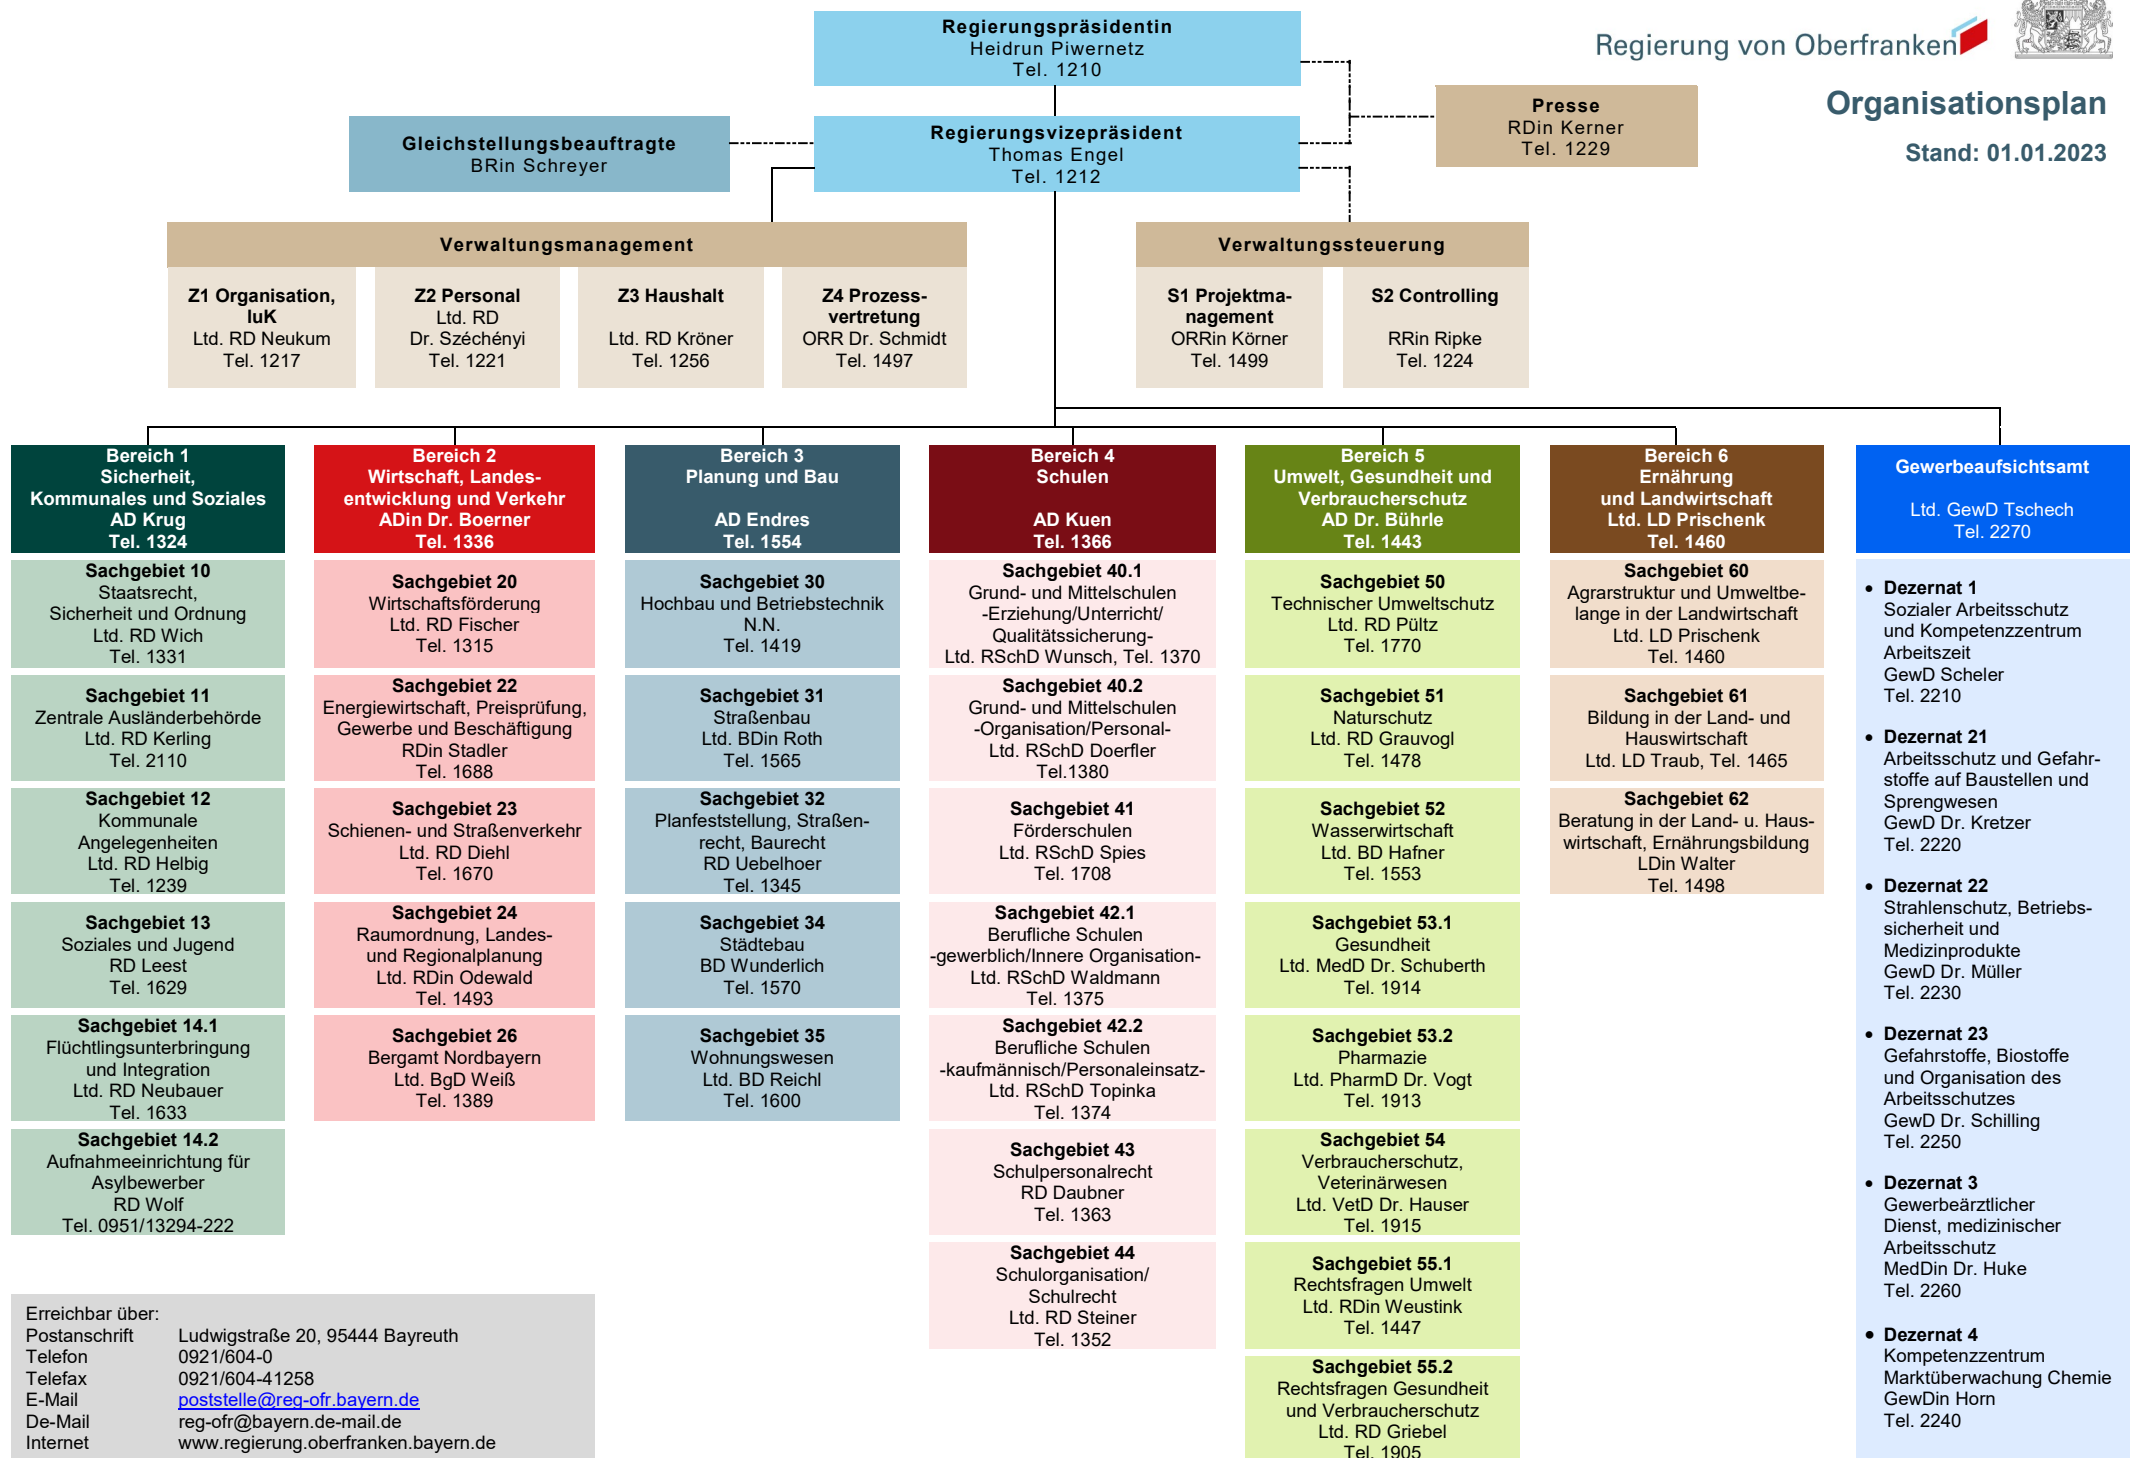 Regierungspräsidentin
Heidrun Piwernetz
Tel. 1210
Regierung von Oberfranken
Organisationsplan
Stand: 01.01.2023
Presse
RDin Kerner
Tel. 1229
Gleichstellungsbeauftragte
BRin Schreyer
Regierungsvizepräsident
Thomas Engel
Tel. 1212
Verwaltungsmanagement
Z1 Organisation,
IuK
Ltd. RD Neukum
Tel. 1217
Z2 Personal
Ltd. RD
Dr. Széchényi
Tel. 1221
Z3 Haushalt
Ltd. RD Kröner
Tel. 1256
Z4 Prozess-
vertretung
ORR Dr. Schmidt
Tel. 1497
Verwaltungssteuerung
S1 Projektma-
nagement
ORRin Körner
Tel. 1499
S2 Controlling
RRin Ripke
Tel. 1224
Bereich 1
Sicherheit,
Kommunales und Soziales
AD Krug
Tel. 1324
Sachgebiet 10
Staatsrecht,
Sicherheit und Ordnung
Ltd. RD Wich
Tel. 1331
Sachgebiet 11
Zentrale Ausländerbehörde
Ltd. RD Kerling
Tel. 2110
Sachgebiet 12
Kommunale
Angelegenheiten
Ltd. RD Helbig
Tel. 1239
Sachgebiet 13
Soziales und Jugend
RD Leest
Tel. 1629
Sachgebiet 14.1
Flüchtlingsunterbringung
und Integration
Ltd. RD Neubauer
Tel. 1633
Sachgebiet 14.2
Aufnahmeeinrichtung für
Asylbewerber
RD Wolf
Tel. 0951/13294-222
Bereich 2
Wirtschaft, Landes-
entwicklung und Verkehr
ADin Dr. Boerner
Tel. 1336
Sachgebiet 20
Wirtschaftsförderung
Ltd. RD Fischer
Tel. 1315
Sachgebiet 22
Energiewirtschaft, Preisprüfung,
Gewerbe und Beschäftigung
RDin Stadler
Tel. 1688
Sachgebiet 23
Schienen- und Straßenverkehr
Ltd. RD Diehl
Tel. 1670
Sachgebiet 24
Raumordnung, Landes-
und Regionalplanung
Ltd. RDin Odewald
Tel. 1493
Sachgebiet 26
Bergamt Nordbayern
Ltd. BgD Weiß
Tel. 1389
Bereich 3
Planung und Bau
AD Endres
Tel. 1554
Sachgebiet 30
Hochbau und Betriebstechnik
N.N.
Tel. 1419
Sachgebiet 31
Straßenbau
Ltd. BDin Roth
Tel. 1565
Sachgebiet 32
Planfeststellung, Straßen-
recht, Baurecht
RD Uebelhoer
Tel. 1345
Sachgebiet 34
Städtebau
BD Wunderlich
Tel. 1570
Sachgebiet 35
Wohnungswesen
Ltd. BD Reichl
Tel. 1600
Bereich 4
Schulen
AD Kuen
Tel. 1366
Sachgebiet 40.1
Grund- und Mittelschulen
-Erziehung/Unterricht/
Qualitätssicherung-
Ltd. RSchD Wunsch, Tel. 1370
Sachgebiet 40.2
Grund- und Mittelschulen
-Organisation/Personal-
Ltd. RSchD Doerfler
Tel.1380
Sachgebiet 41
Förderschulen
Ltd. RSchD Spies
Tel. 1708
Sachgebiet 42.1
Berufliche Schulen
-gewerblich/Innere Organisation-
Ltd. RSchD Waldmann
Tel. 1375
Sachgebiet 42.2
Berufliche Schulen
-kaufmännisch/Personaleinsatz-
Ltd. RSchD Topinka
Tel. 1374
Sachgebiet 43
Schulpersonalrecht
RD Daubner
Tel. 1363
Sachgebiet 44
Schulorganisation/
Schulrecht
Ltd. RD Steiner
Tel. 1352
Bereich 5
Umwelt, Gesundheit und
Verbraucherschutz
AD Dr. Bührle
Tel. 1443
Sachgebiet 50
Technischer Umweltschutz
Ltd. RD Pültz
Tel. 1770
Sachgebiet 51
Naturschutz
Ltd. RD Grauvogl
Tel. 1478
Sachgebiet 52
Wasserwirtschaft
Ltd. BD Hafner
Tel. 1553
Sachgebiet 53.1
Gesundheit
Ltd. MedD Dr. Schuberth
Tel. 1914
Sachgebiet 53.2
Pharmazie
Ltd. PharmD Dr. Vogt
Tel. 1913
Sachgebiet 54
Verbraucherschutz,
Veterinärwesen
Ltd. VetD Dr. Hauser
Tel. 1915
Sachgebiet 55.1
Rechtsfragen Umwelt
Ltd. RDin Weustink
Tel. 1447
Sachgebiet 55.2
Rechtsfragen Gesundheit
und Verbraucherschutz
Ltd. RD Griebel
Tel. 1905
Bereich 6
Ernährung
und Landwirtschaft
Ltd. LD Prischenk
Tel. 1460
Sachgebiet 60
Agrarstruktur und Umweltbe-
lange in der Landwirtschaft
Ltd. LD Prischenk
Tel. 1460
Sachgebiet 61
Bildung in der Land- und
Hauswirtschaft
Ltd. LD Traub, Tel. 1465
Sachgebiet 62
Beratung in der Land- u. Haus-
wirtschaft, Ernährungsbildung
LDin Walter
Tel. 1498
Gewerbeaufsichtsamt
Ltd. GewD Tschech
Tel. 2270
• Dezernat 1
Sozialer Arbeitsschutz
und Kompetenzzentrum
Arbeitszeit
GewD Scheler
Tel. 2210
• Dezernat 21
Arbeitsschutz und Gefahr-
stoffe auf Baustellen und
Sprengwesen
GewD Dr. Kretzer
Tel. 2220
• Dezernat 22
Strahlenschutz, Betriebs-
sicherheit und
Medizinprodukte
GewD Dr. Müller
Tel. 2230
• Dezernat 23
Gefahrstoffe, Biostoffe
und Organisation des
Arbeitsschutzes
GewD Dr. Schilling
Tel. 2250
• Dezernat 3
Gewerbeärztlicher
Dienst, medizinischer
Arbeitsschutz
MedDin Dr. Huke
Tel. 2260
• Dezernat 4
Kompetenzzentrum
Marktüberwachung Chemie
GewDin Horn
Tel. 2240
Erreichbar über:
Postanschrift Ludwigstraße 20, 95444 Bayreuth
Telefon 0921/604-0
Telefax 0921/604-41258
E-Mail poststelle@reg-ofr.bayern.de
De-Mail reg-ofr@bayern.de-mail.de
Internet www.regierung.oberfranken.bayern.de